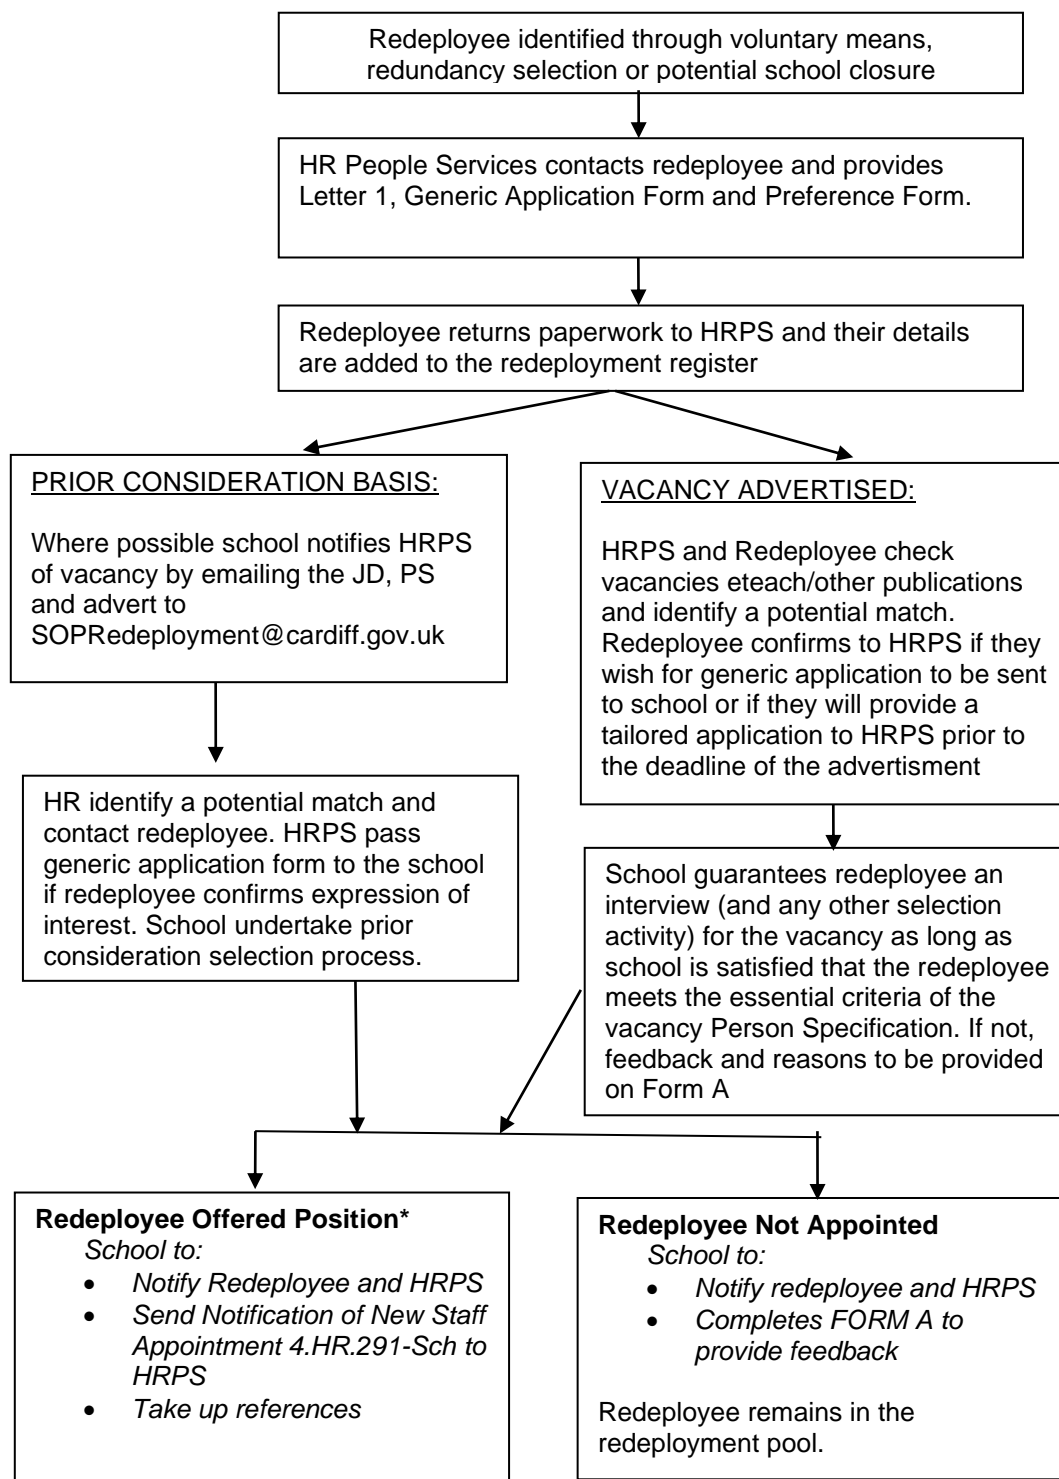 Redeployee identified through voluntary means,
redundancy selection or potential school closure
HR People Services contacts redeployee and provides
Letter 1, Generic Application Form and Preference Form.
Redeployee returns paperwork to HRPS and their details
are added to the redeployment register
PRIOR CONSIDERATION BASIS:
Where possible school notifies HRPS
of vacancy by emailing the JD, PS
and advert to
SOPRedeployment@cardiff.gov.uk
HR identify a potential match and
contact redeployee. HRPS pass
generic application form to the school
if redeployee confirms expression of
interest. School undertake prior
consideration selection process.
VACANCY ADVERTISED:
HRPS and Redeployee check
vacancies eteach/other publications
and identify a potential match.
Redeployee confirms to HRPS if they
wish for generic application to be sent
to school or if they will provide a
tailored application to HRPS prior to
the deadline of the advertisment
School guarantees redeployee an
interview (and any other selection
activity) for the vacancy as long as
school is satisfied that the redeployee
meets the essential criteria of the
vacancy Person Specification. If not,
feedback and reasons to be provided
on Form A
Redeployee Offered Position*
School to:
• Notify Redeployee and HRPS
• Send Notification of New Staff
Appointment 4.HR.291-Sch to
HRPS
• Take up references
Redeployee Not Appointed
School to:
• Notify redeployee and HRPS
• Completes FORM A to
provide feedback
Redeployee remains in the
redeployment pool.